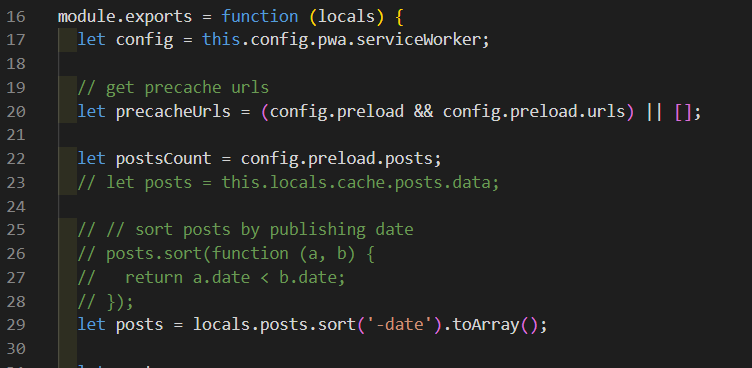 16 module.exports = function (locals) {
17 let config = this.config.pwa.serviceWorker;
18
19 // get precache urls
20 let precacheUrls = (config.preload && config.preload.urls) || [];
21
22 let postsCount = config.preload.posts;
23 // let posts = this.locals.cache.posts.data;
24
25 // // sort posts by publishing date
26 // posts.sort(function (a, b) {
27 //   return a.date < b.date;
28 // });
29 let posts = locals.posts.sort('-date').toArray();
30